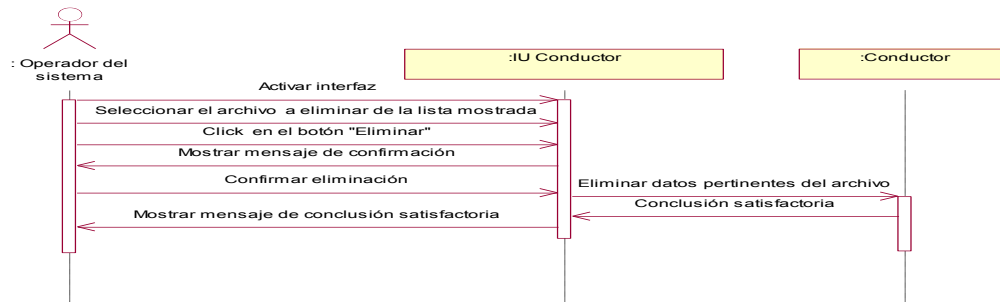 : Operador del
sistema
:IU Conductor
:Conductor
Activar interfaz
Seleccionar el archivo a eliminar de la lista mostrada
Click en el botón "Eliminar"
Mostrar mensaje de confirmación
Confirmar eliminación
Eliminar datos pertinentes del archivo
Conclusión satisfactoria
Mostrar mensaje de conclusión satisfactoria